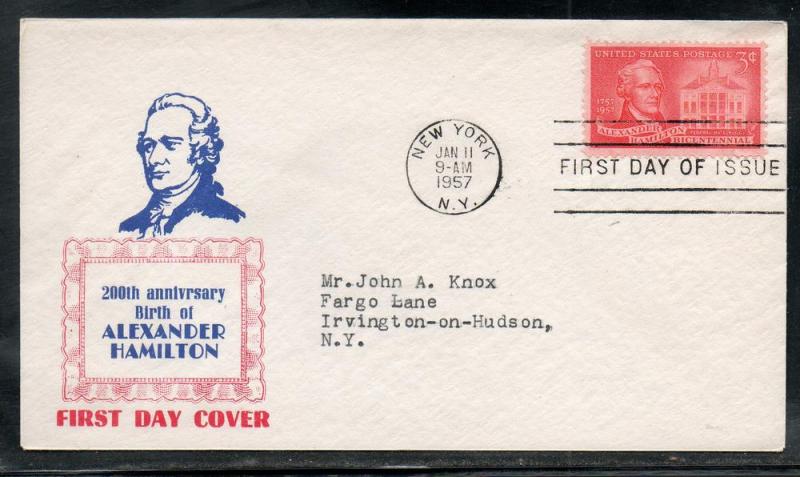 UNITED STATES POSTAGE 3¢
1757
1957
ALEXANDER
HAMILTON
BICENTENNIAL
NEW YORK
JAN 11
9-AM
1957
N.Y.
FIRST DAY OF ISSUE
200th annivrsary
Birth of
ALEXANDER
HAMILTON
FIRST DAY COVER
Mr.John A. Knox
Fargo Lane
Irvington-on-Hudson,
N.Y.